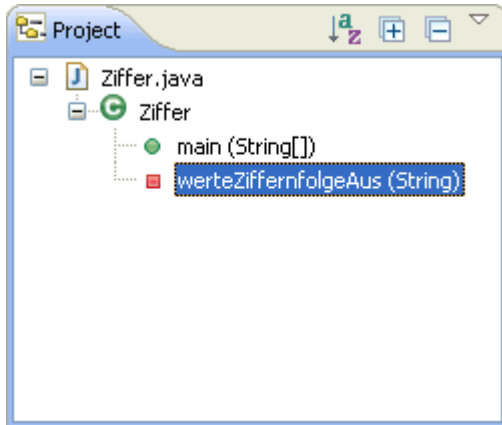 Project
Ziffer.java
Ziffer
main (String[])
werteZiffernfolgeAus (String)